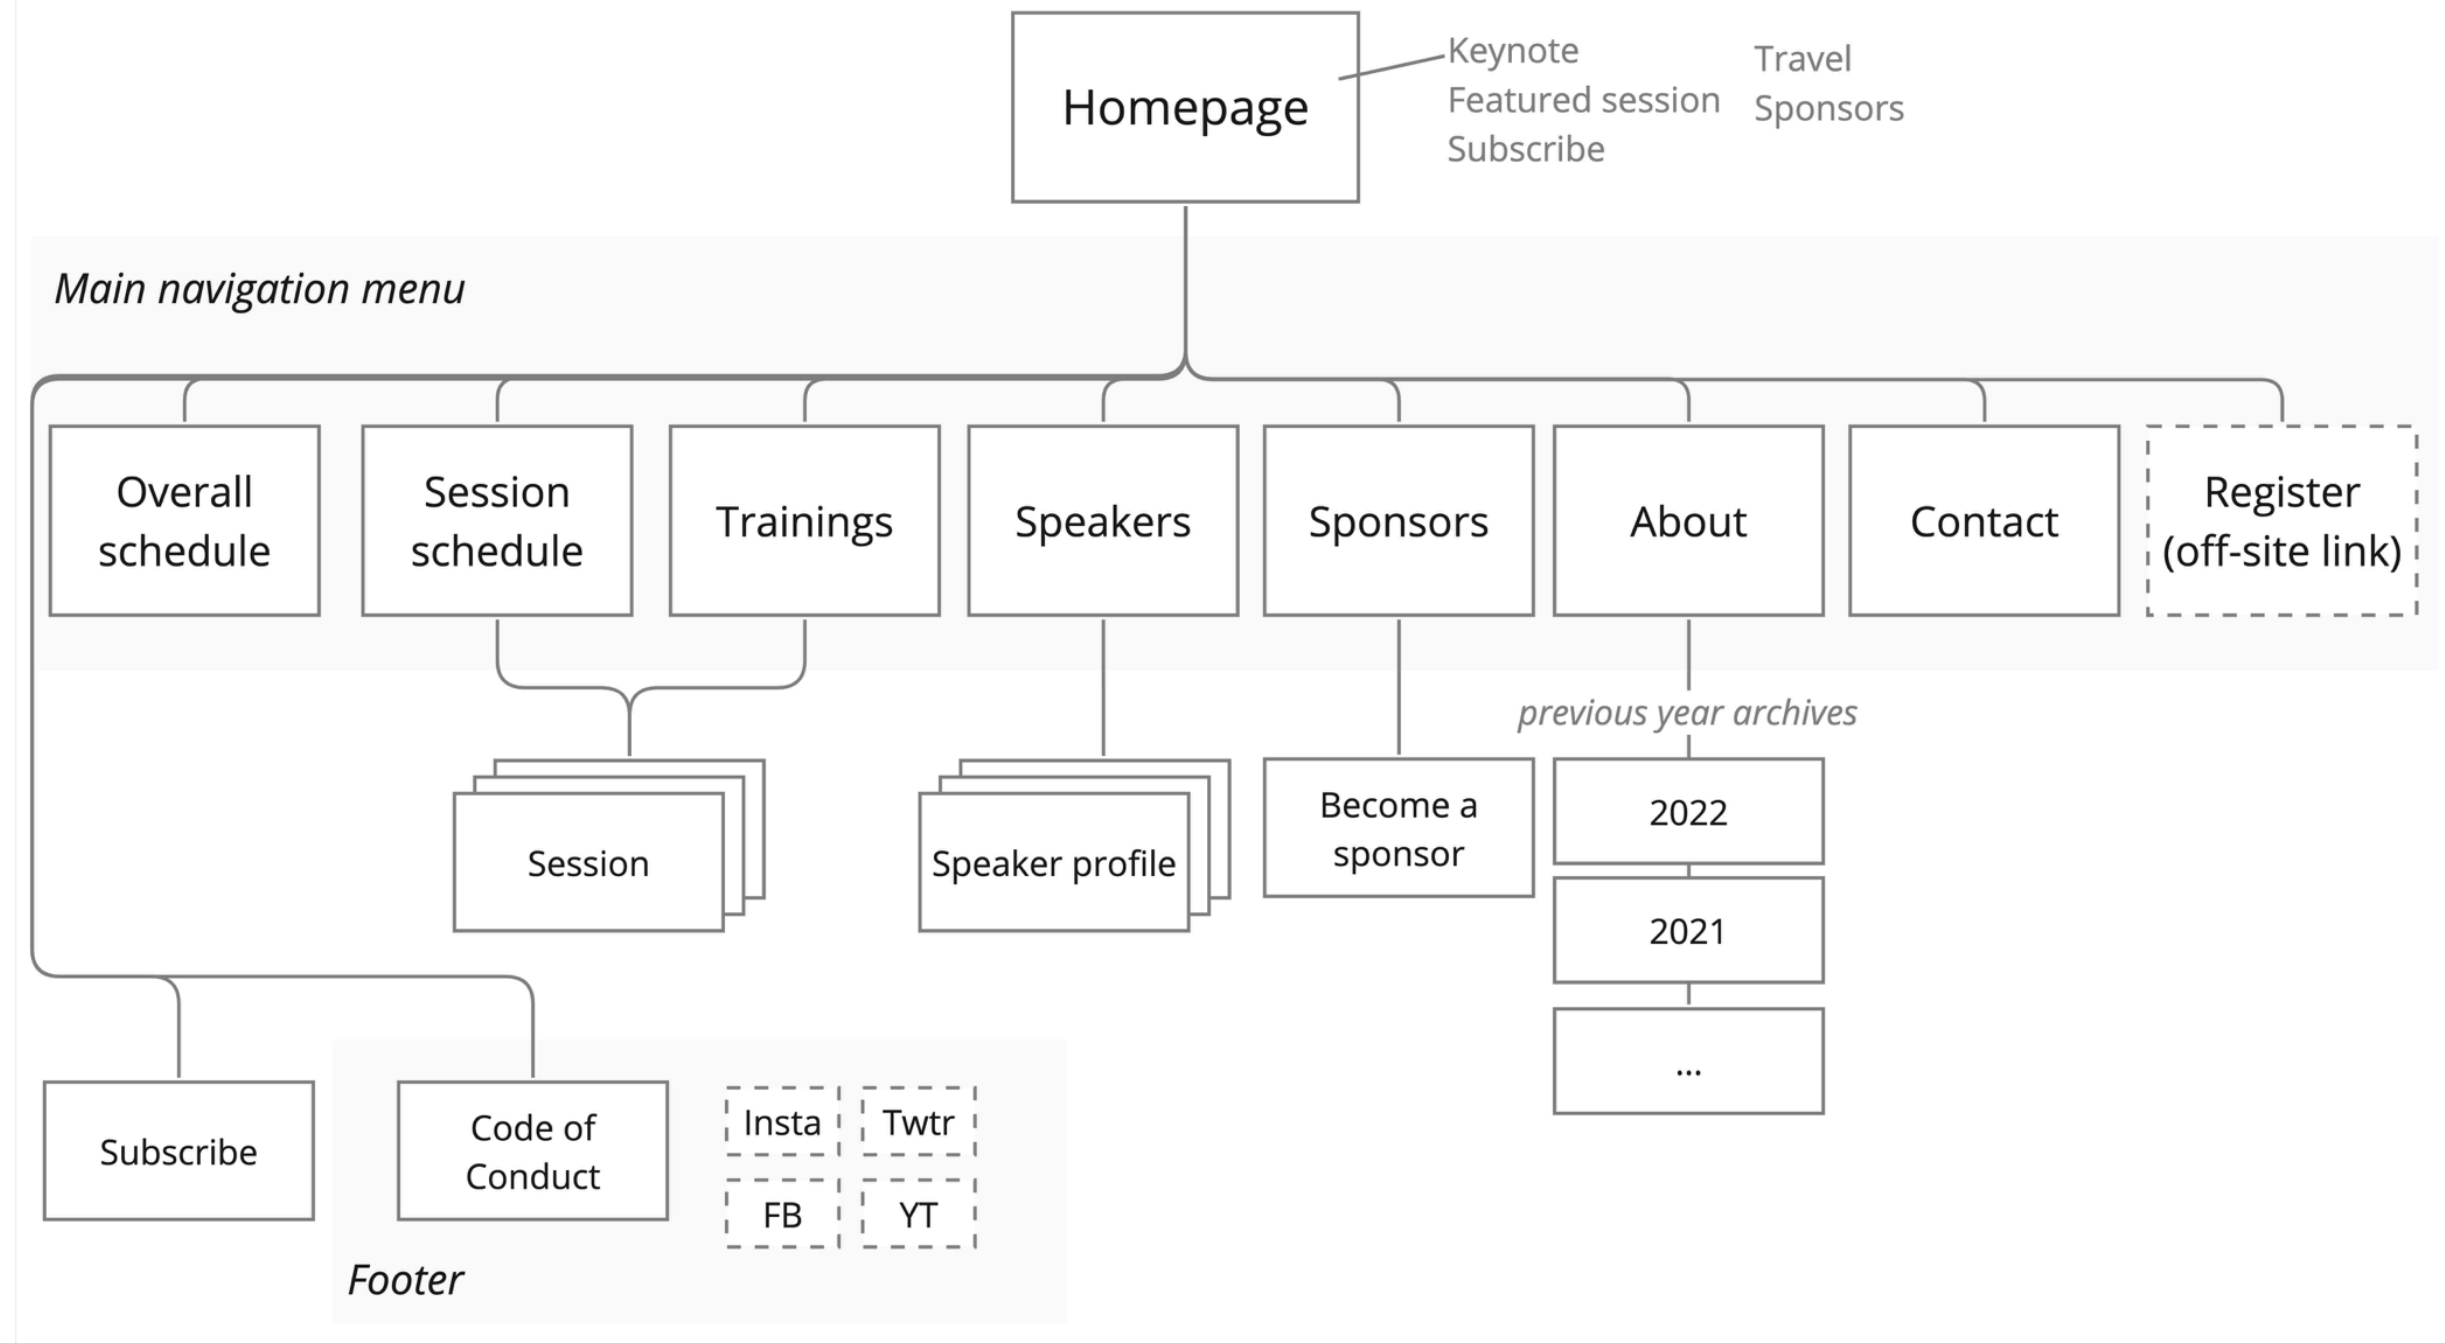 Homepage
Keynote
Featured session
Subscribe
Travel
Sponsors
Main navigation menu
Overall
schedule
Session
schedule
Trainings
Speakers
Sponsors
About
Contact
Register
(off-site link)
previous year archives
Session
Speaker profile
Become a
sponsor
2022
2021
...
Subscribe
Code of
Conduct
Insta
Twtr
FB
YT
Footer